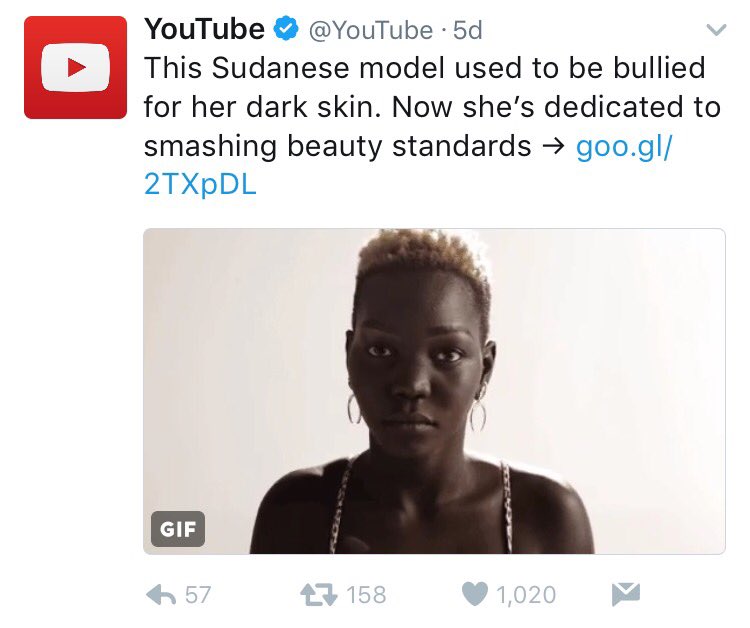 YouTube @YouTube · 5d
This Sudanese model used to be bullied
for her dark skin. Now she’s dedicated to
smashing beauty standards → goo.gl/
2TXpDL
GIF
57 158 1,020